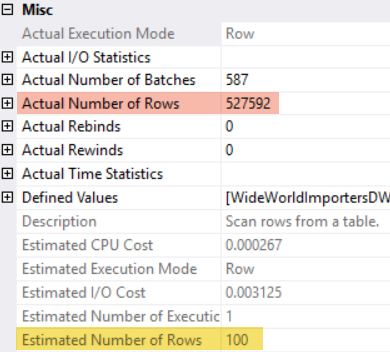 Misc
Actual Execution Mode Row
Actual I/O Statistics
Actual Number of Batches 587
Actual Number of Rows 527592
Actual Rebinds 0
Actual Rewinds 0
Actual Time Statistics
Defined Values [WideWorldImportersDW
Description Scan rows from a table.
Estimated CPU Cost 0.000267
Estimated Execution Mode Row
Estimated I/O Cost 0.003125
Estimated Number of Executic 1
Estimated Number of Rows 100